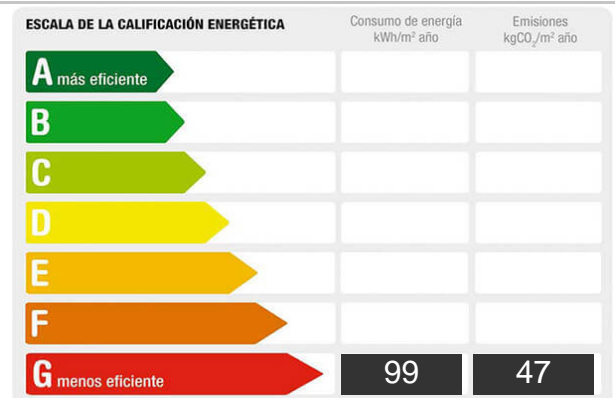 ESCALA DE LA CALIFICACIÓN ENERGÉTICA
Consumo de energía
kWh/m² año
Emisiones
kgCO₂/m² año
A más eficiente
B
C
D
E
F
G menos eficiente
99
47